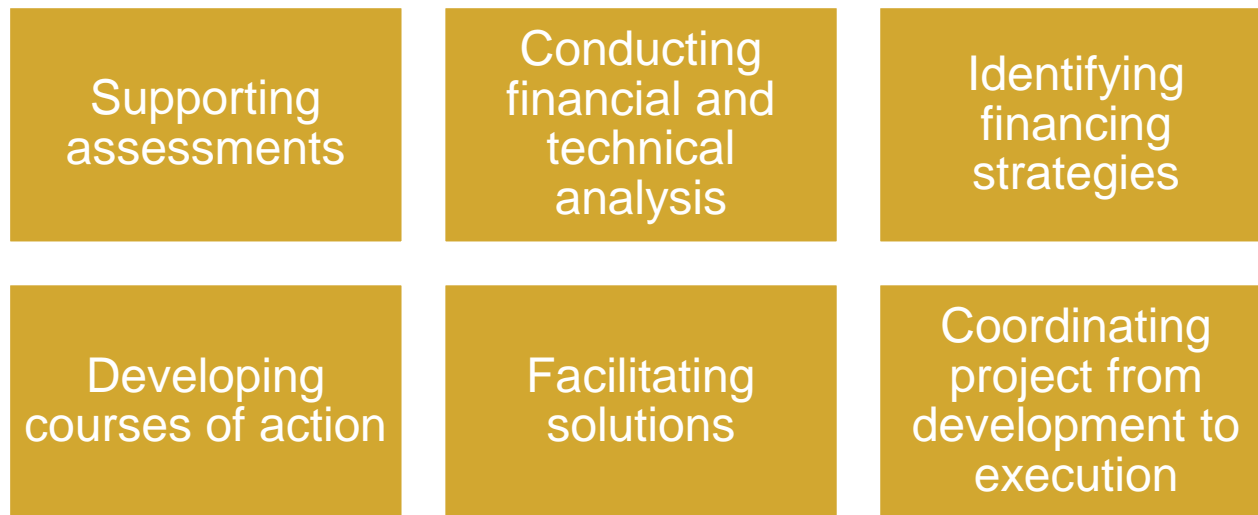 Supporting
assessments
Conducting
financial and
technical
analysis
Identifying
financing
strategies
Developing
courses of action
Facilitating
solutions
Coordinating
project from
development to
execution